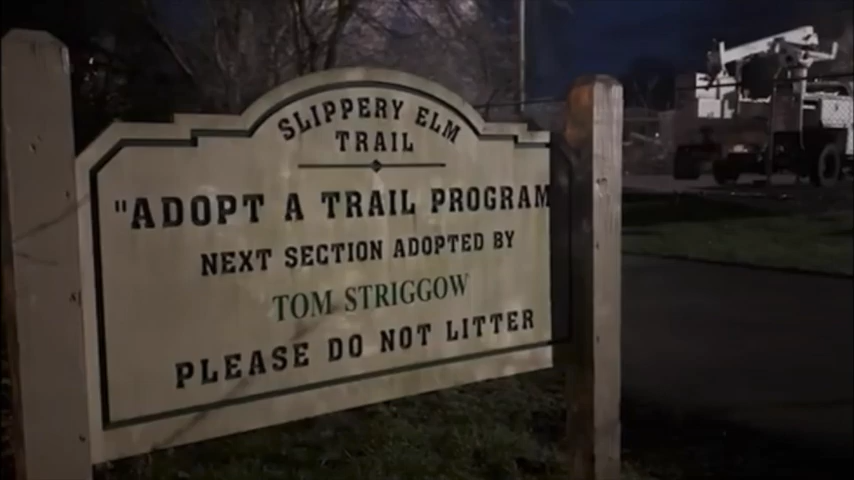 SLIPPERY ELM
TRAIL
"ADOPT A TRAIL PROGRAM
NEXT SECTION ADOPTED BY
TOM STRIGGOW
PLEASE DO NOT LITTER